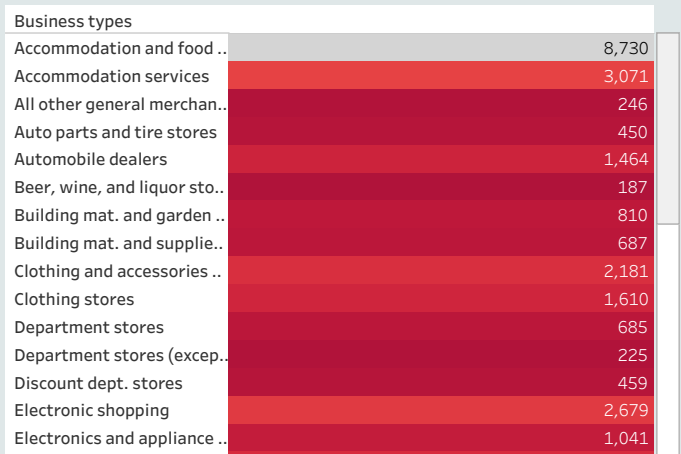 Business types
Accommodation and food .. 8,730
Accommodation services 3,071
All other general merchan.. 246
Auto parts and tire stores 450
Automobile dealers 1,464
Beer, wine, and liquor sto.. 187
Building mat. and garden .. 810
Building mat. and supplie.. 687
Clothing and accessories .. 2,181
Clothing stores 1,610
Department stores 685
Department stores (excep.. 225
Discount dept. stores 459
Electronic shopping 2,679
Electronics and appliance .. 1,041